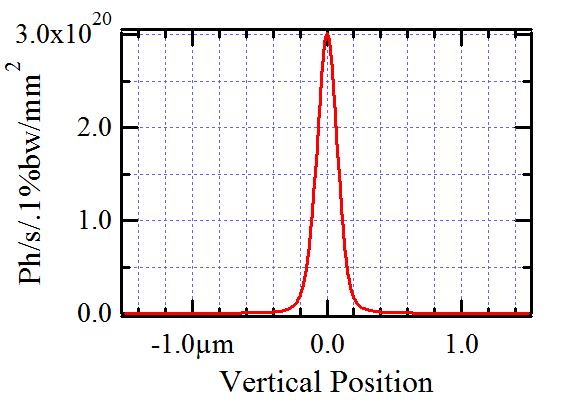 3.0x10^20
2.0
1.0
0.0
Ph/s/.1%bw/mm^2
-1.0µm 0.0 1.0
Vertical Position